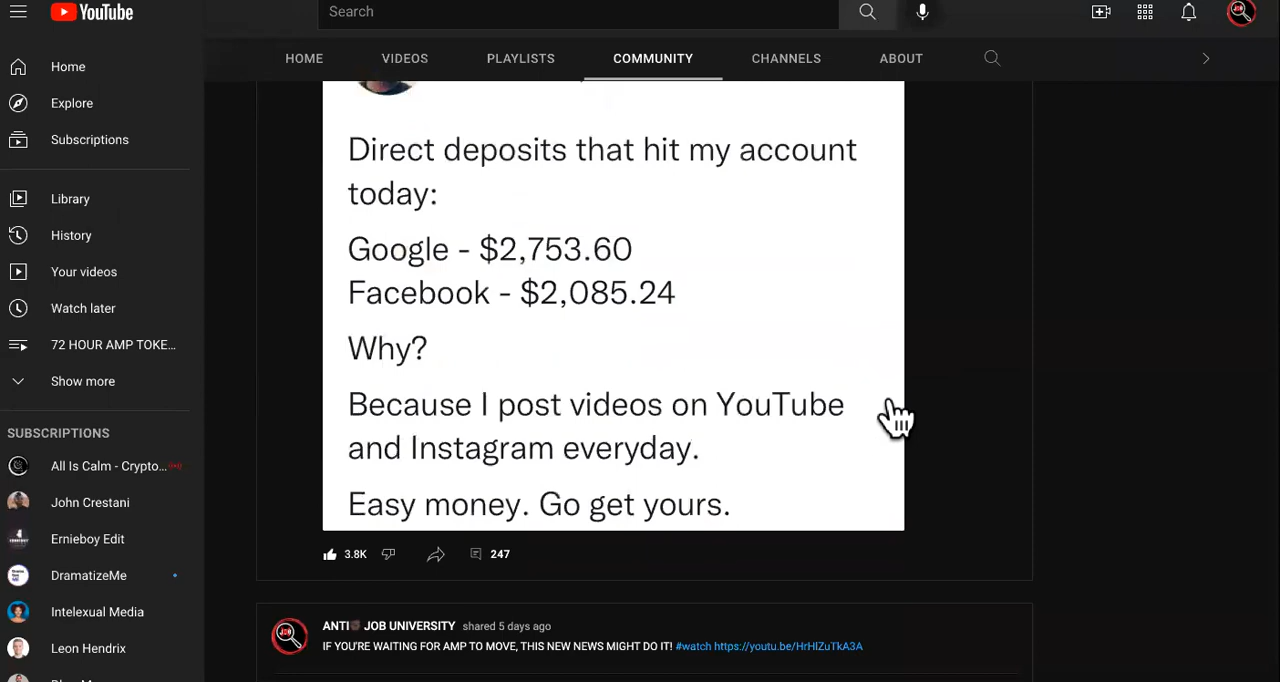 YouTube
Search
HOME
VIDEOS
PLAYLISTS
COMMUNITY
CHANNELS
ABOUT
Home
Explore
Subscriptions
Library
History
Your videos
Watch later
72 HOUR AMP TOKE...
Show more
SUBSCRIPTIONS
All Is Calm - Crypto...
John Crestani
Ernieboy Edit
DramatizeMe
Intelexual Media
Leon Hendrix
Direct deposits that hit my account
today:
Google - $2,753.60
Facebook - $2,085.24
Why?
Because I post videos on YouTube
and Instagram everyday.
Easy money. Go get yours.
3.8K
247
ANTI JOB UNIVERSITY shared 5 days ago
IF YOU'RE WAITING FOR AMP TO MOVE, THIS NEW NEWS MIGHT DO IT! #watch https://youtu.be/HrHlZuTkA3A